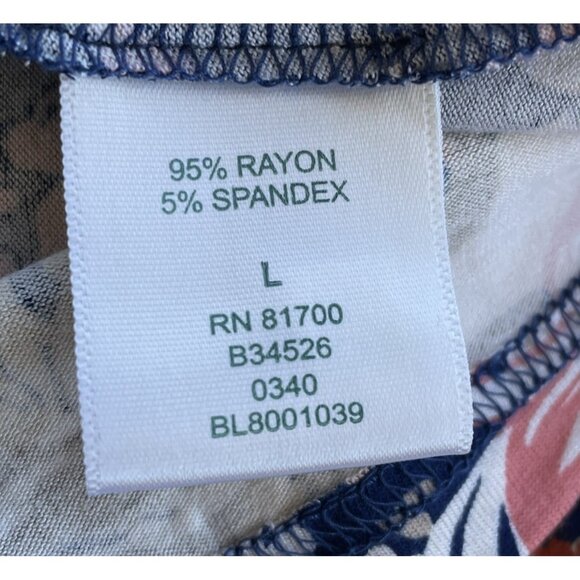 95% RAYON
5% SPANDEX
L
RN 81700
B34526
0340
BL8001039